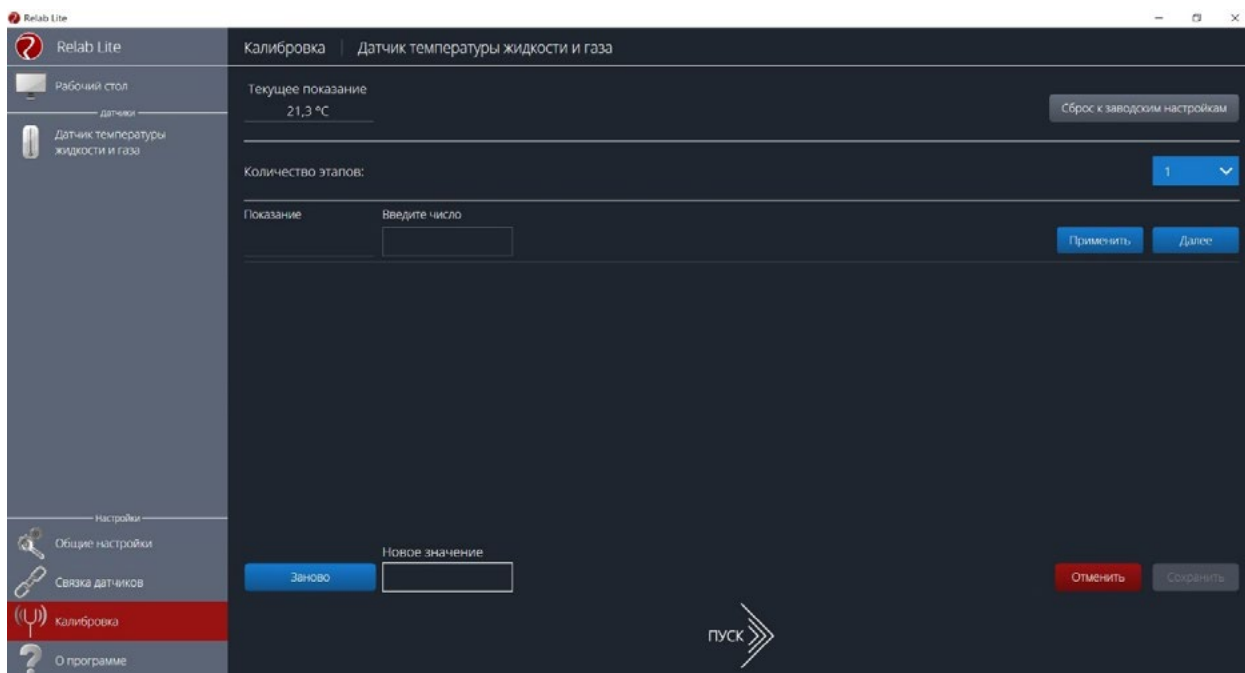 Relab Lite
Relab Lite
Калибровка
Датчик температуры жидкости и газа
Рабочий стол
Текущее показание
21,3 °C
Сброс к заводским настройкам
Датчики
Датчик температуры
жидкости и газа
Количество этапов:
1
Показание
Введите число
Применить
Далее
Настройки
Общие настройки
Новое значение
Связка датчиков
Заново
Отменить
Сохранить
Калибровка
ПУСК
О программе